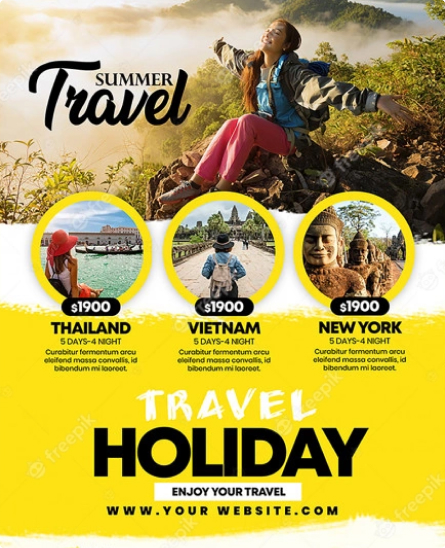 SUMMER
Travel
$1900
THAILAND
5 DAYS-4 NIGHT
Curabitur fermentum arcu
eleifend massa convallis, id
bibendum mi laoreet.
$1900
VIETNAM
5 DAYS-4 NIGHT
Curabitur fermentum arcu
eleifend massa convallis, id
bibendum mi laoreet.
$1900
NEW YORK
5 DAYS-4 NIGHT
Curabitur fermentum arcu
eleifend massa convallis, id
bibendum mi laoreet.
TRAVEL
HOLIDAY
ENJOY YOUR TRAVEL
WWW.YOUR WEBSITE.COM
freepik